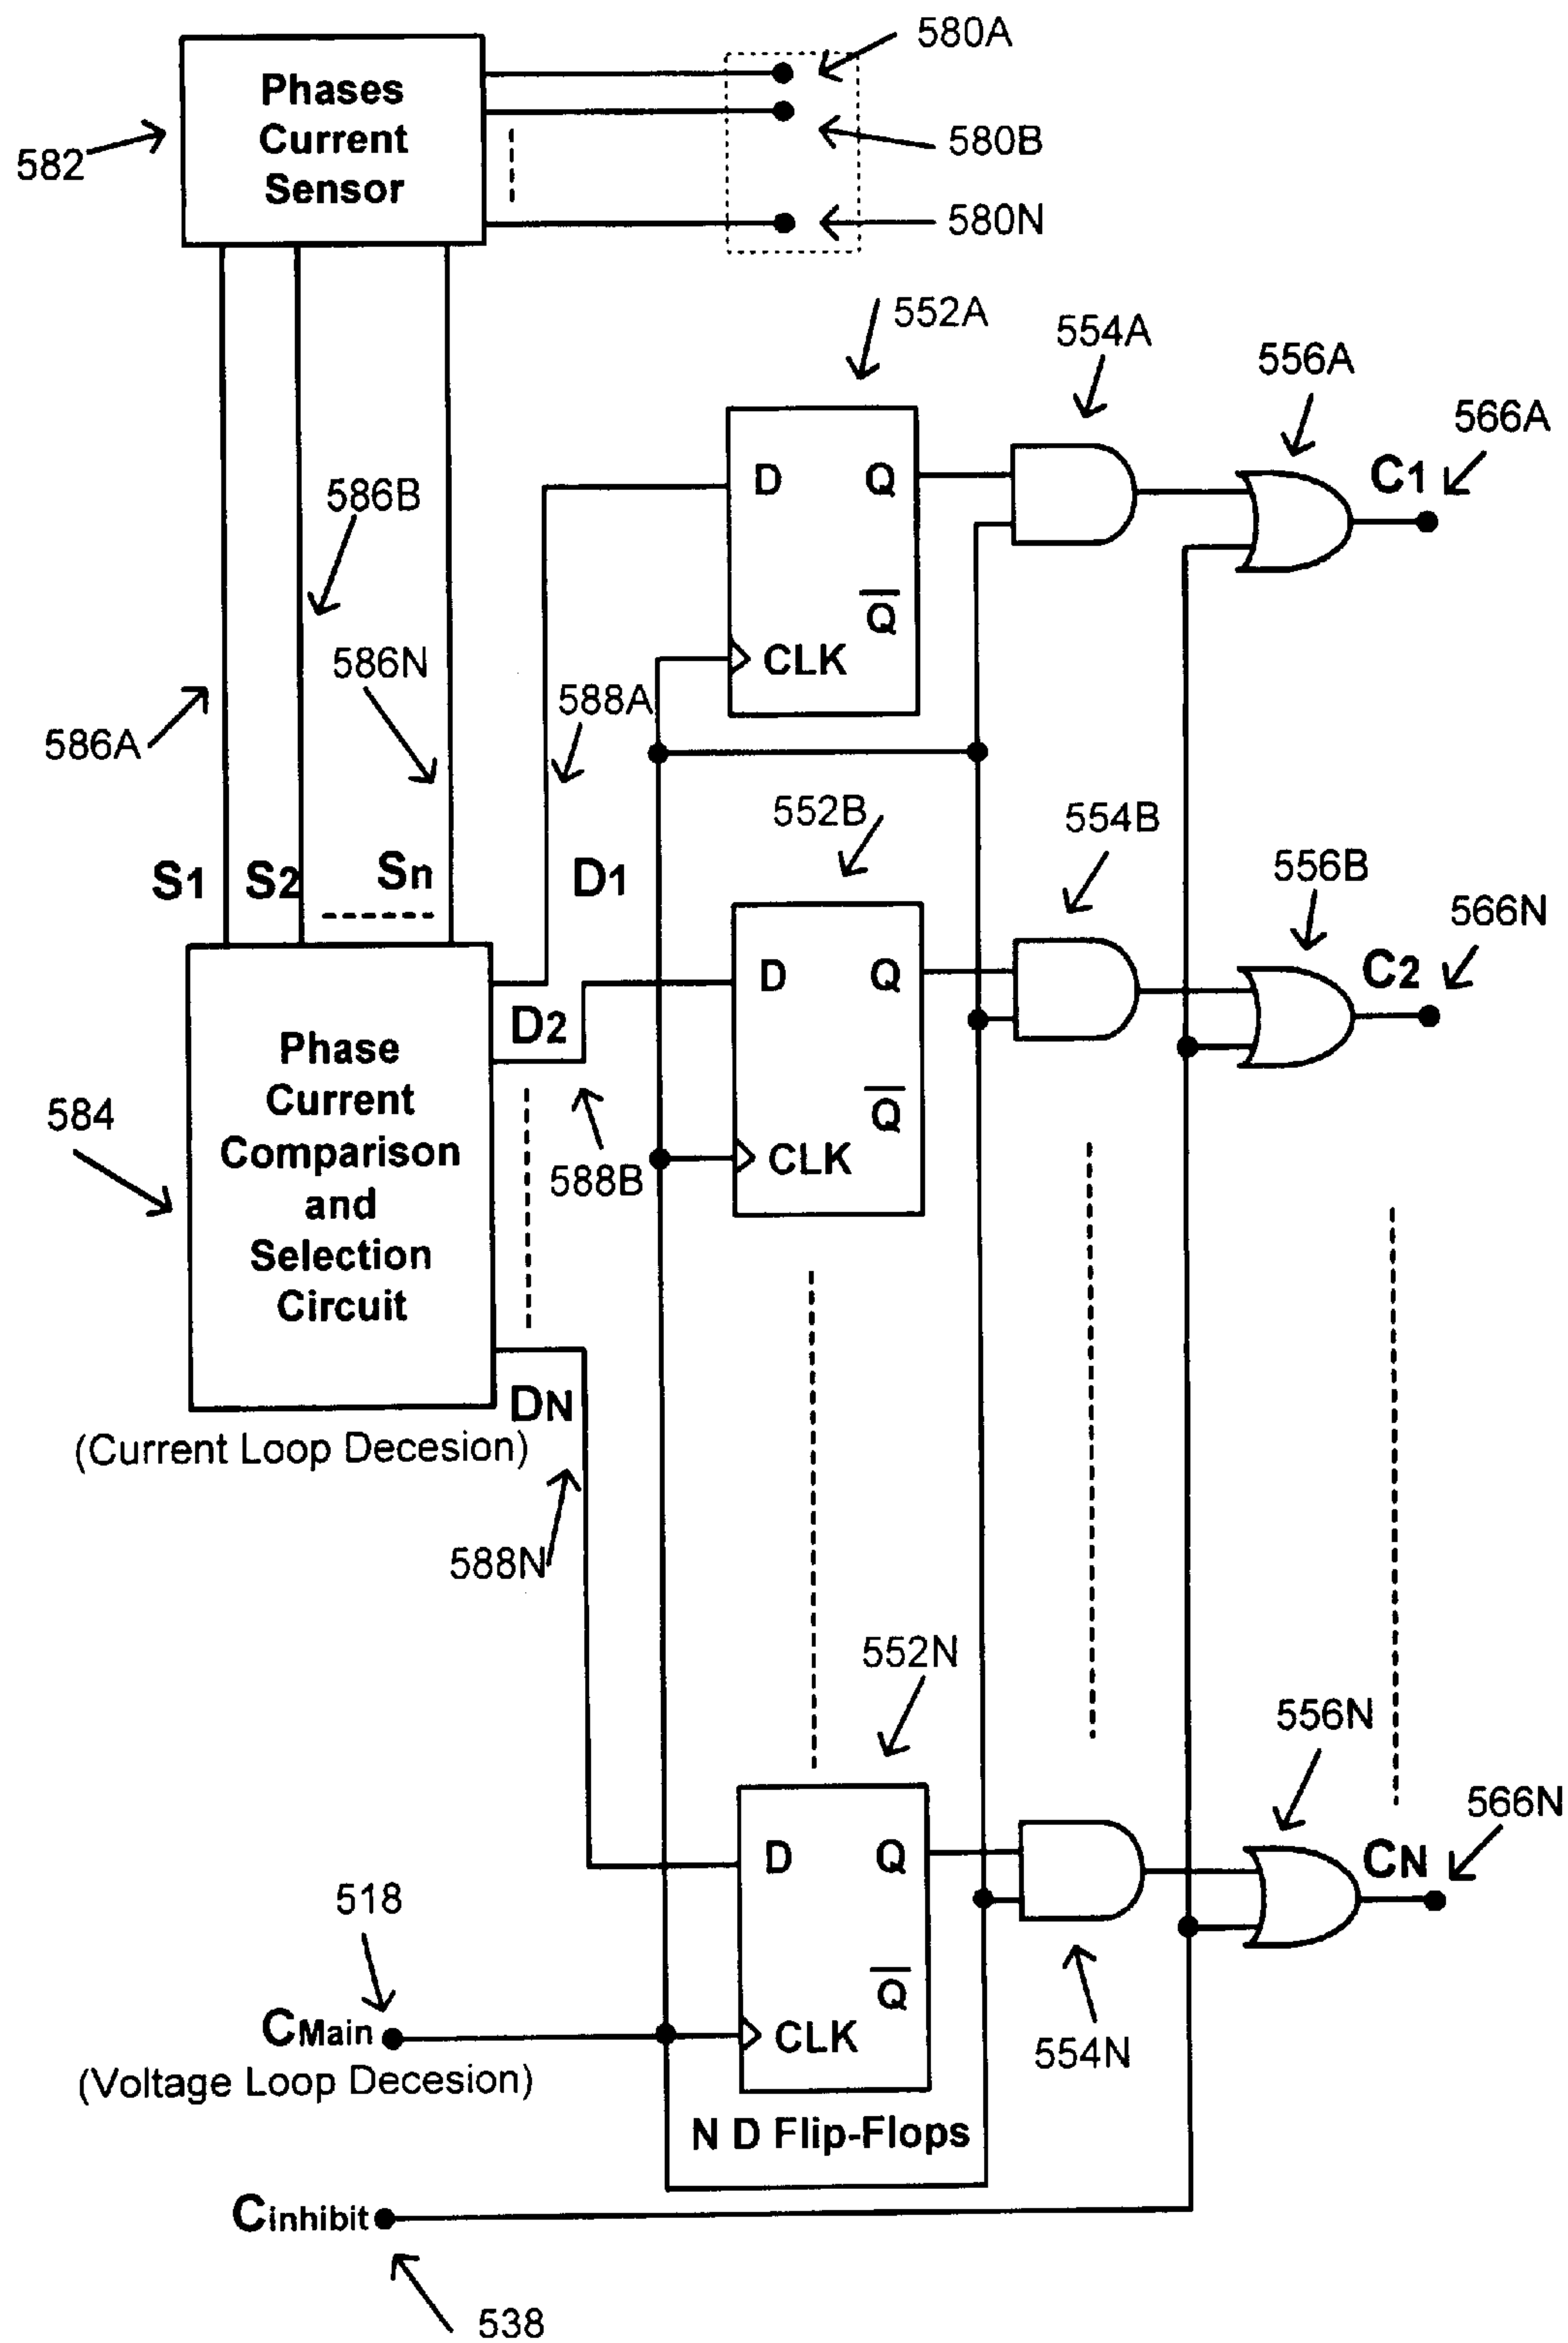 580A
Phases
Current
Sensor
582
580B
580N
552A
554A
556A
566A
C1
D Q
Q
CLK
586B
586N
586A
588A
S1 S2 Sn
D1
552B
554B
556B
566N
C2
D Q
Q
CLK
D2
Phase
Current
Comparison
and
Selection
Circuit
584
588B
DN
(Current Loop Decesion)
588N
552N
556N
566N
CN
D Q
Q
CLK
554N
518
CMain
(Voltage Loop Decesion)
N D Flip-Flops
Cinhibit
538